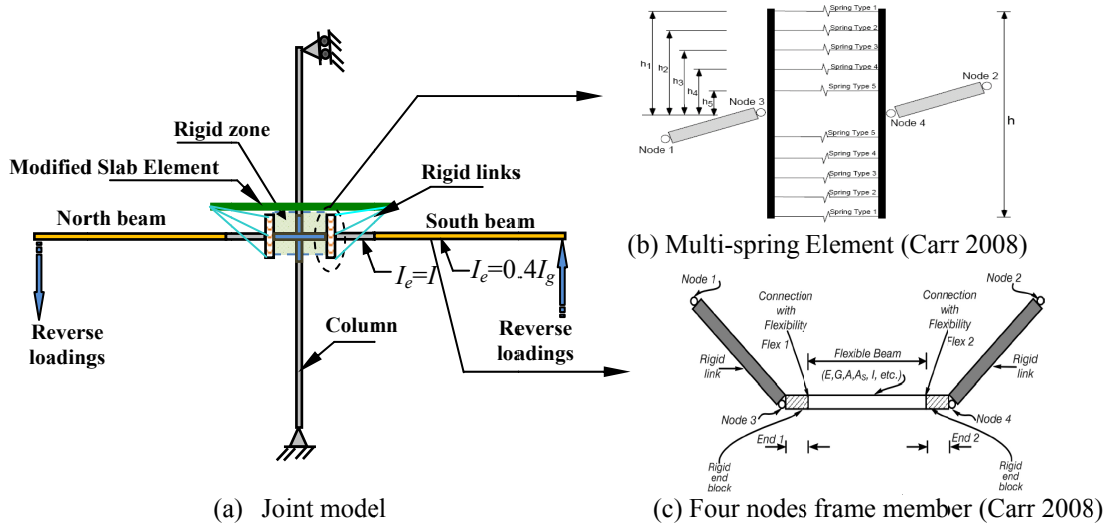 Rigid zone
Modified Slab Element
Rigid links
North beam
South beam
I_e=I
I_e=0.4I_g
Reverse
loadings
Reverse
loadings
Column
(a) Joint model
Spring Type 1
Spring Type 2
Spring Type 3
Spring Type 4
Spring Type 5
Spring Type 5
Spring Type 4
Spring Type 3
Spring Type 2
Spring Type 1
h1
h2
h3
h4
h5
h
Node 3
Node 1
Node 2
Node 4
(b) Multi-spring Element (Carr 2008)
Node 1
Node 2
Connection
with
Flexibility
Flex 1
Connection
with
Flexibility
Flex 2
Flexible Beam
(E,G,A,As, I, etc.)
Rigid
link
Rigid
link
Node 3
Node 4
End 1
End 2
Rigid
end
block
Rigid
end
block
(c) Four nodes frame member (Carr 2008)